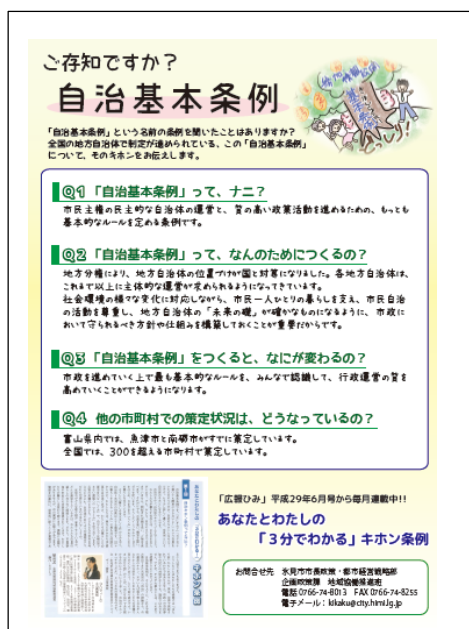 ご存知ですか？
自治基本条例
「自治基本条例」という名前の条例を聞いたことはありますか？
全国の地方自治体で制定が進められている、この「自治基本条例」
について、そのキホンをお伝えします。
Q1 「自治基本条例」って、ナニ？
市民主権の民主的な自治体の運営と、質の高い政策活動を進めるための、もっとも
基本的なルールを定める条例です。
Q2 「自治基本条例」って、なんのためにつくるの？
地方分権により、地方自治体の位置づけが国と対等になりました。各地方自治体は、
これまで以上に主体的な運営が求められるようになってきています。
社会環境の様々な変化に対応しながら、市民一人ひとりの暮らしを支え、市民自治
の活動を尊重し、地方自治体の「未来の礎」が確かなものになるように、市政に
おいて守られるべき方針や仕組みを構築しておくことが重要だからです。
Q3 「自治基本条例」をつくると、なにが変わるの？
市政を進めていく上で最も基本的なルールを、みんなで認識して、行政運営の質を
高めていくことができるようになります。
Q4 他の市町村での策定状況は、どうなっているの？
富山県内では、魚津市と南砺市がすでに策定しています。
全国では、300を超える市町村で策定しています。
「広報ひみ」平成29年6月号から毎月連載中!!
あなたとわたしの
「３分でわかる」キホン条例
お問合せ先 氷見市市長政策・都市経営戦略部
企画政策課 地域協働推進班
電話 0766-74-8013 FAX 0766-74-8255
電子メール：kikaku@city.himi.lg.jp
キホン条例